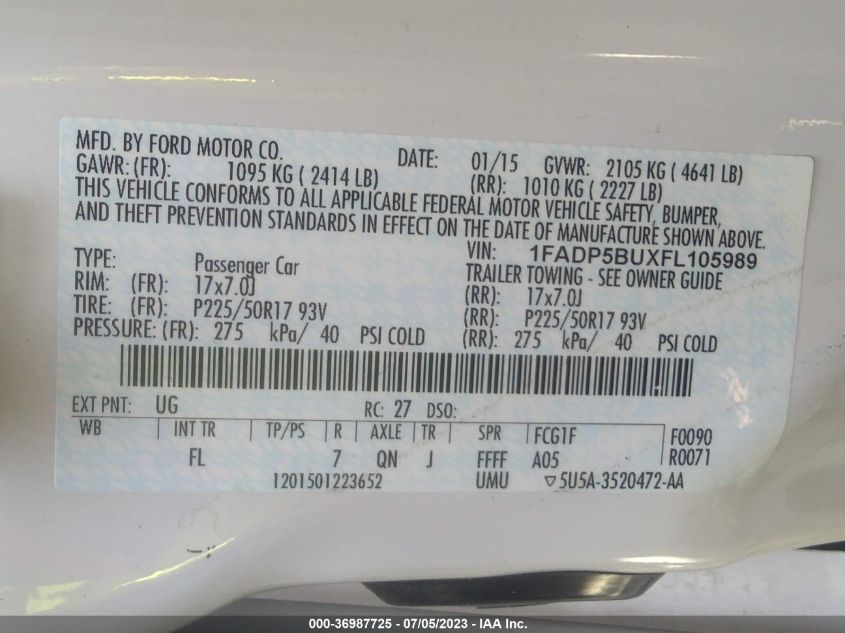 MFD. BY FORD MOTOR CO. DATE: 01/15 GVWR: 2105 KG ( 4641 LB)
GAWR: (FR): 1095 KG ( 2414 LB) (RR): 1010 KG ( 2227 LB)
THIS VEHICLE CONFORMS TO ALL APPLICABLE FEDERAL MOTOR VEHICLE SAFETY, BUMPER,
AND THEFT PREVENTION STANDARDS IN EFFECT ON THE DATE OF MANUFACTURE SHOWN ABOVE.
VIN: 1FADP5BUXFL105989
TYPE: Passenger Car TRAILER TOWING - SEE OWNER GUIDE
RIM: (FR): 17x7.0J (RR): 17x7.0J
TIRE: (FR): P225/50R17 93V (RR): P225/50R17 93V
PRESSURE: (FR): 275 kPa/ 40 PSI COLD (RR): 275 kPa/ 40 PSI COLD
EXT PNT: UG RC: 27 DSO:
WB INT TR TP/PS R AXLE TR SPR FCG1F F0090
FL 7 QN J FFFF A05 R0071
1201501223652 UMU ▽5U5A-3520472-AA
000-36987725 - 07/05/2023 - IAA Inc.